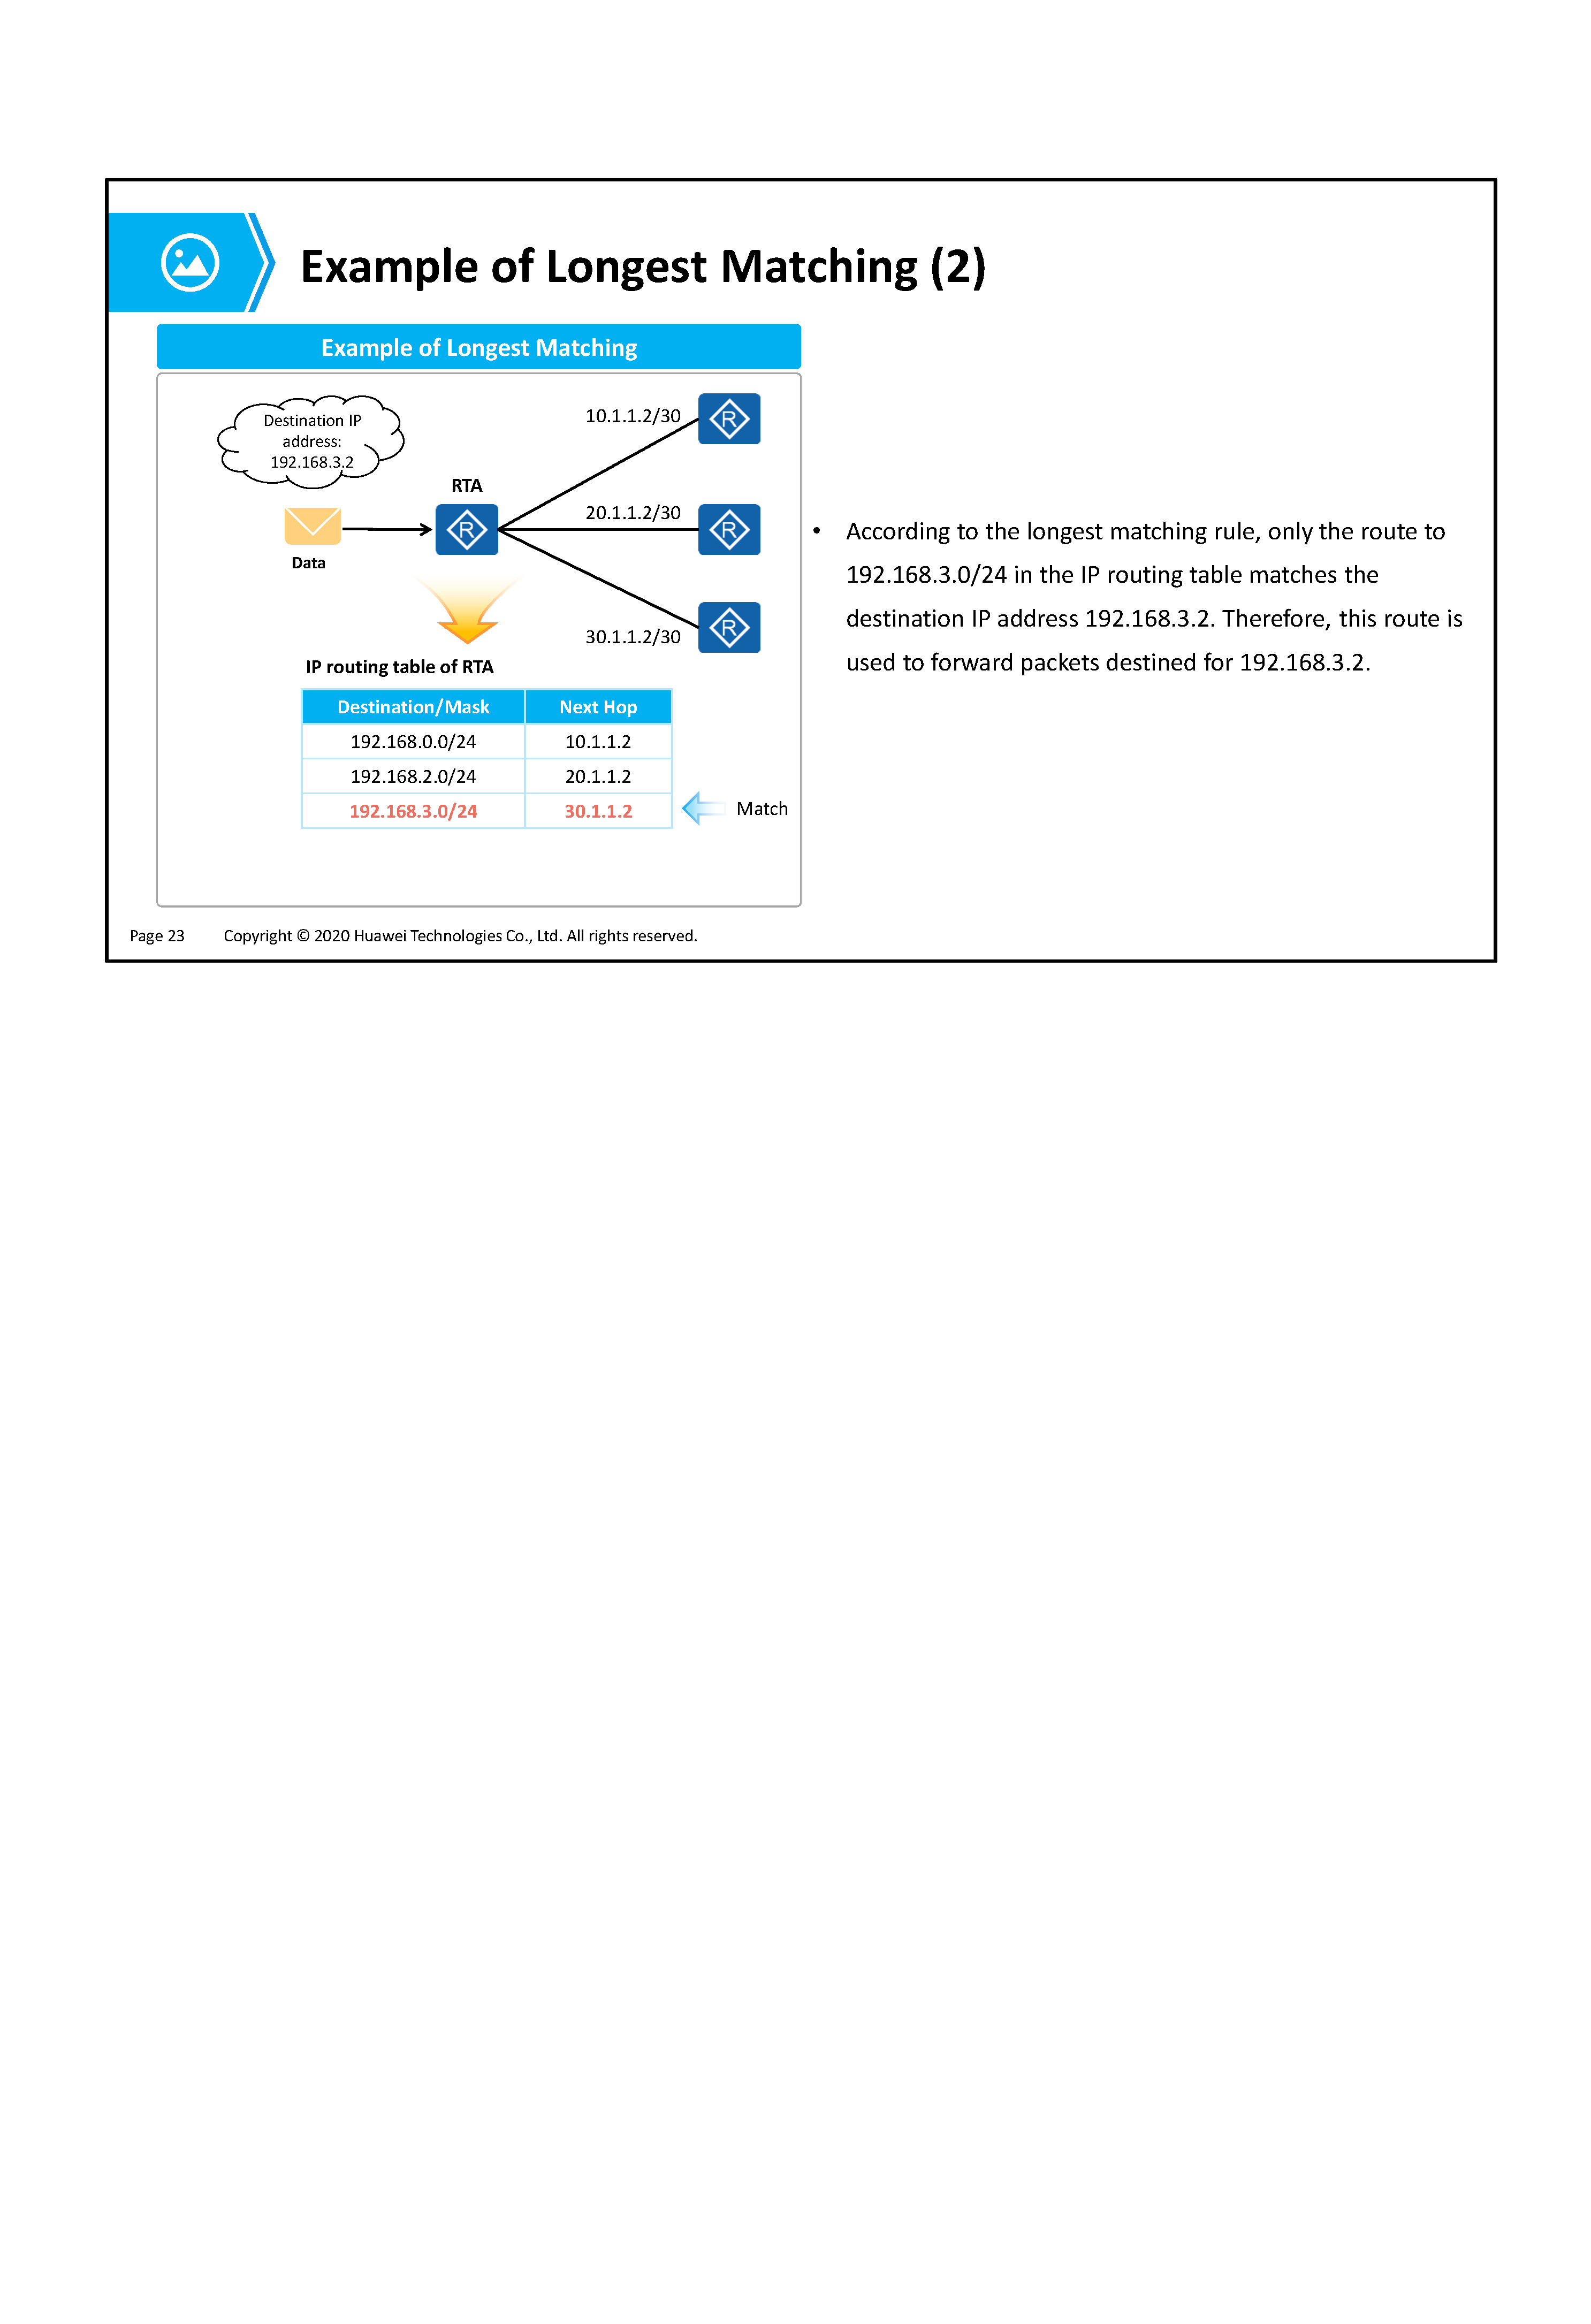 Example of Longest Matching (2)
Example of Longest Matching
Destination IP
address:
192.168.3.2
Data
RTA
R
10.1.1.2/30
R
20.1.1.2/30
R
30.1.1.2/30
R
IP routing table of RTA
Destination/Mask Next Hop
192.168.0.0/24 10.1.1.2
192.168.2.0/24 20.1.1.2
192.168.3.0/24 30.1.1.2
Match
• According to the longest matching rule, only the route to
192.168.3.0/24 in the IP routing table matches the
destination IP address 192.168.3.2. Therefore, this route is
used to forward packets destined for 192.168.3.2.
Page 23 Copyright © 2020 Huawei Technologies Co., Ltd. All rights reserved.